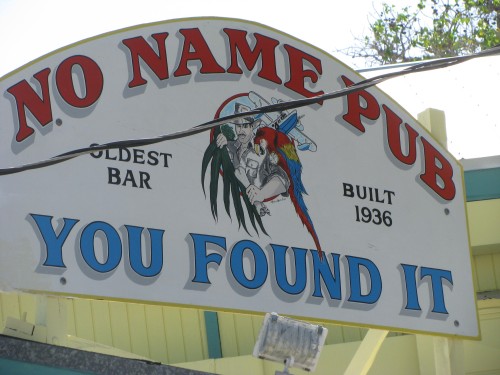 NO NAME PUB
OLDEST
BAR
BUILT
1936
YOU FOUND IT